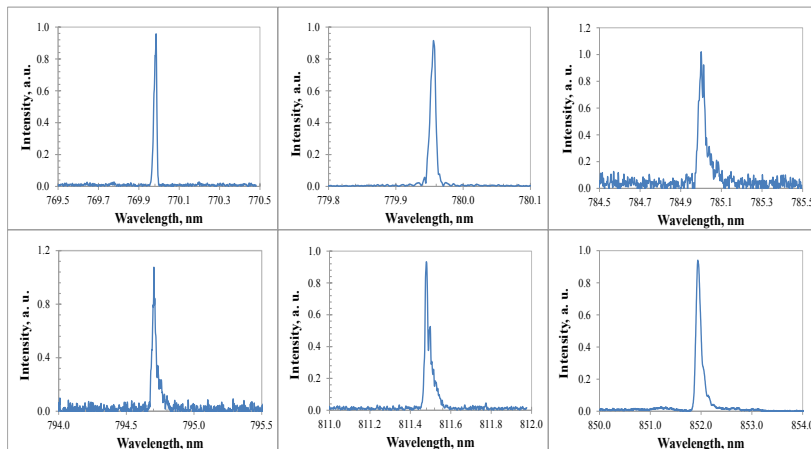 Intensity, a.u.
1.0
0.8
0.6
0.4
0.2
0.0
769.5 769.7 769.9 770.1 770.3 770.5
Wavelength, nm
Intensity, a.u.
1.0
0.8
0.6
0.4
0.2
0.0
779.8 779.9 780.0 780.1
Wavelength, nm
Intensity, a. u.
1.2
1.0
0.8
0.6
0.4
0.2
0.0
784.5 784.7 784.9 785.1 785.3 785.5
Wavelength, nm
Intensity, a. u.
1.2
0.8
0.4
0.0
794.0 794.5 795.0 795.5
Wavelength, nm
Intensity, a. u.
1.0
0.8
0.6
0.4
0.2
0.0
811.0 811.2 811.4 811.6 811.8 812.0
Wavelength, nm
Intensity, a. u.
1.0
0.8
0.6
0.4
0.2
0.0
850.0 851.0 852.0 853.0 854.0
Wavelength, nm